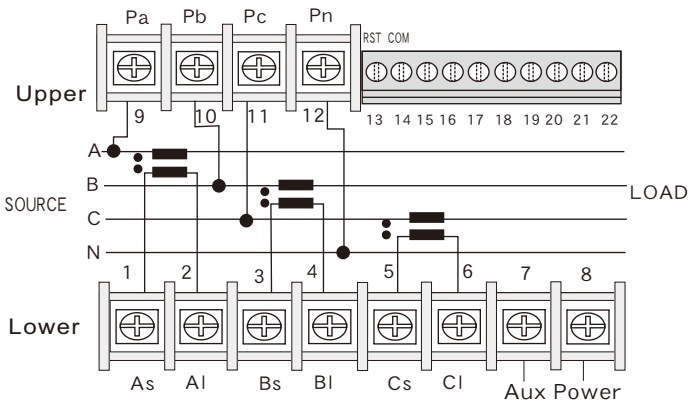 Pa Pb Pc Pn
RST COM
Upper
9 10 11 12 13 14 15 16 17 18 19 20 21 22
A
B
SOURCE LOAD
C
N
1 2 3 4 5 6 7 8
Lower
As Al Bs Bl Cs Cl
Aux Power